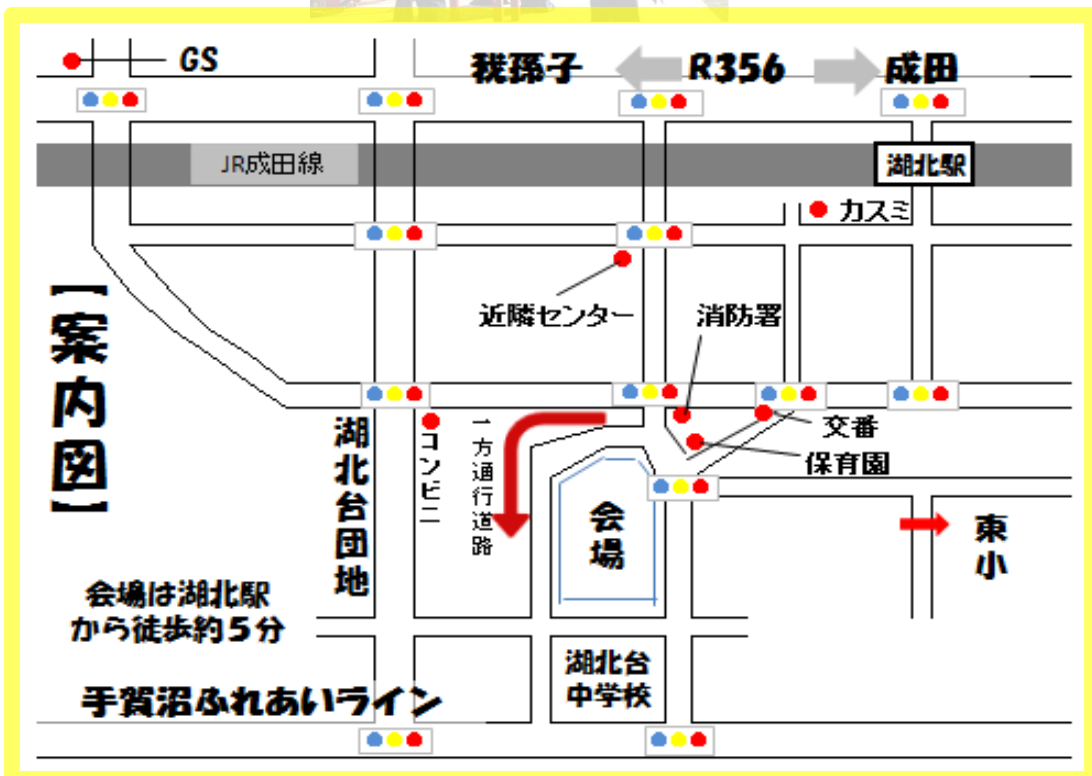 GS
我孫子
R356
成田
JR成田線
湖北駅
カスミ
近隣センター
消防署
【案内図】
交番
保育園
湖北台団地
コンビニ
一方通行道路
会場
東小
会場は湖北駅
から徒歩約5分
湖北台
中学校
手賀沼ふれあいライン